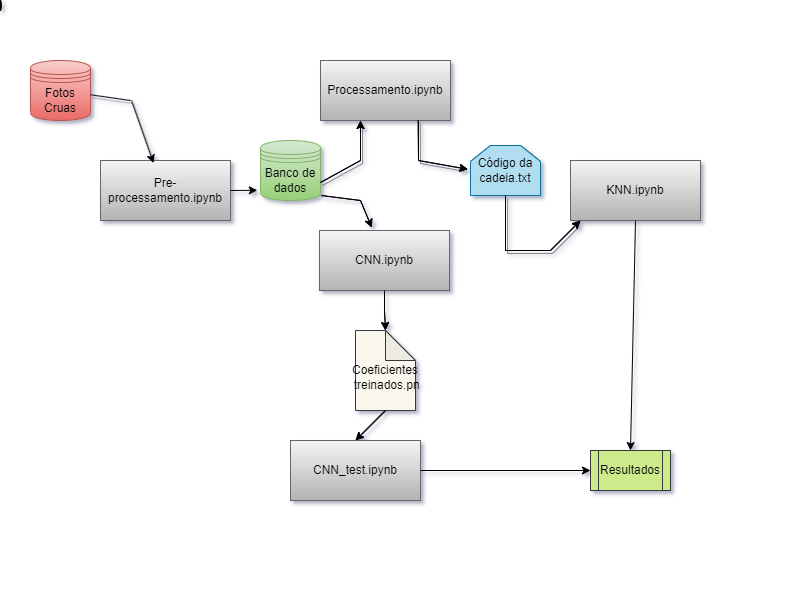 Fotos
Cruas
Processamento.ipynb
Pre-
processamento.ipynb
Banco de
dados
Código da
cadeia.txt
KNN.ipynb
CNN.ipynb
Coeficientes
treinados.pn
CNN_test.ipynb
Resultados